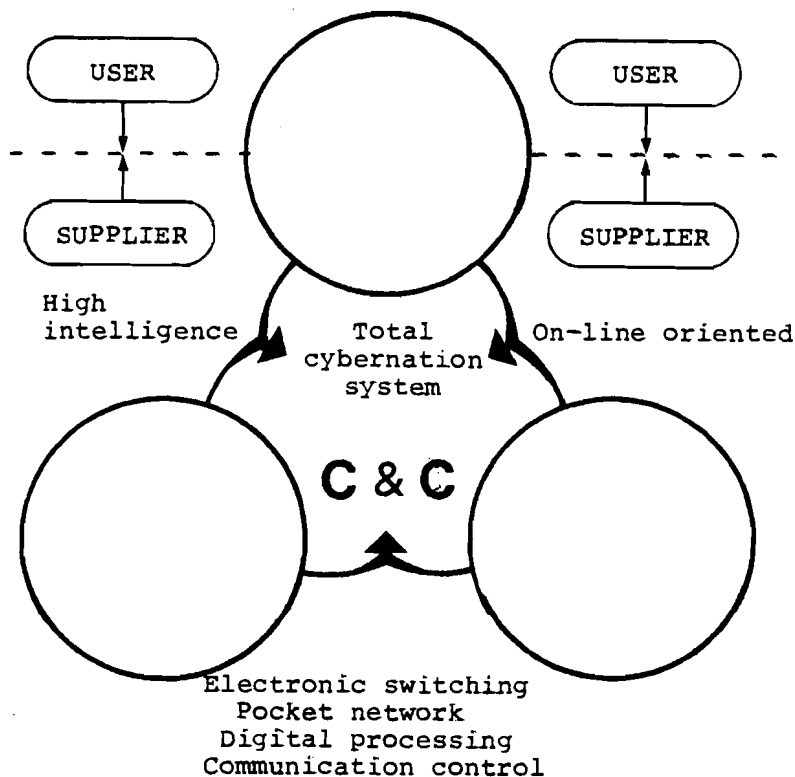 USER
USER
SUPPLIER
SUPPLIER
High
intelligence
Total
cybernation
system
On-line oriented
C & C
Electronic switching
Pocket network
Digital processing
Communication control